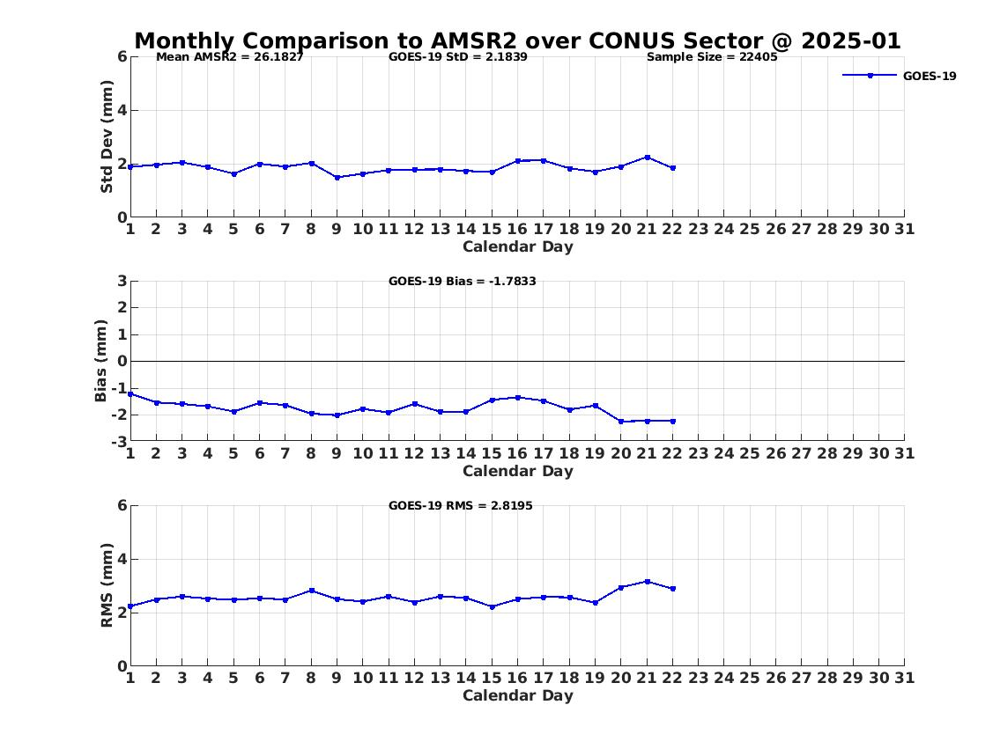 Monthly Comparison to AMSR2 over CONUS Sector @ 2025-01
Mean AMSR2 = 26.1827 GOES-19 StD = 2.1839 Sample Size = 22405
GOES-19
6
4
2
0
Std Dev (mm)
1 2 3 4 5 6 7 8 9 10 11 12 13 14 15 16 17 18 19 20 21 22 23 24 25 26 27 28 29 30 31
Calendar Day
GOES-19 Bias = -1.7833
3
2
1
0
-1
-2
-3
Bias (mm)
1 2 3 4 5 6 7 8 9 10 11 12 13 14 15 16 17 18 19 20 21 22 23 24 25 26 27 28 29 30 31
Calendar Day
GOES-19 RMS = 2.8195
6
4
2
0
RMS (mm)
1 2 3 4 5 6 7 8 9 10 11 12 13 14 15 16 17 18 19 20 21 22 23 24 25 26 27 28 29 30 31
Calendar Day